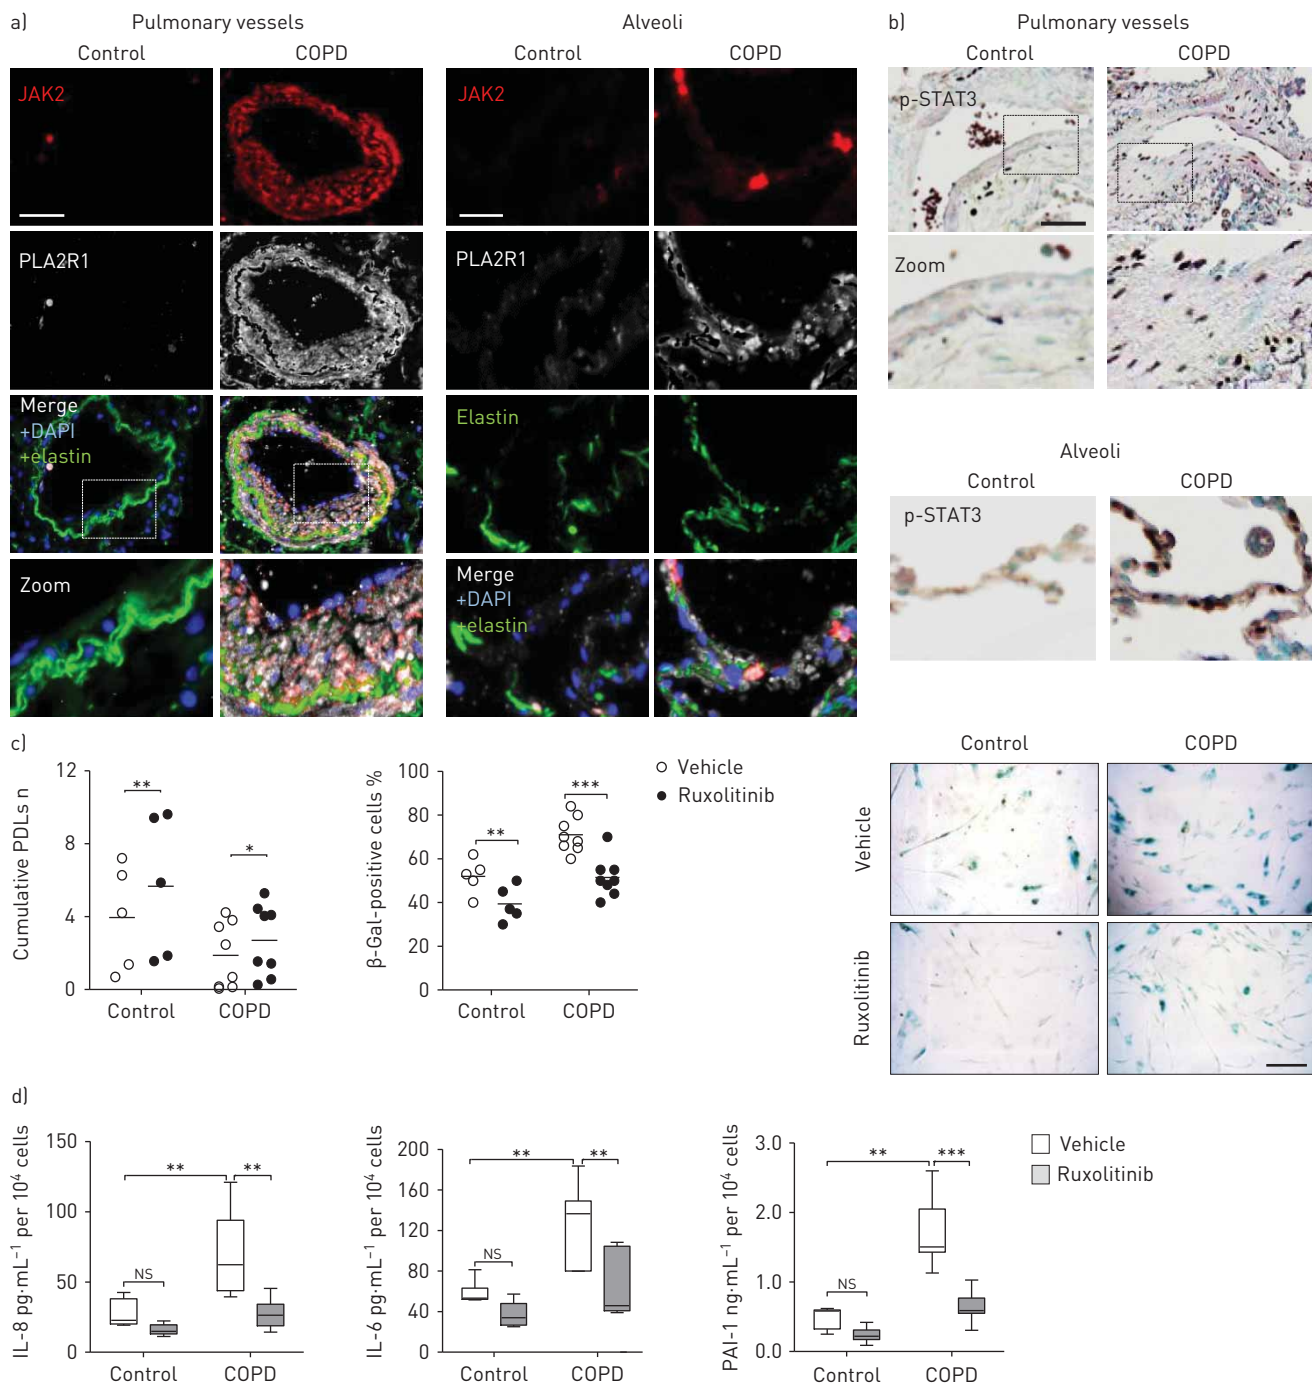 a)
Pulmonary vessels
Control
COPD
Alveoli
Control
COPD
JAK2
JAK2
PLA2R1
PLA2R1
Merge
+DAPI
+elastin
Elastin
Zoom
Merge
+DAPI
+elastin
b)
Pulmonary vessels
Control
COPD
p-STAT3
Zoom
Alveoli
Control
COPD
p-STAT3
c)
Cumulative PDLs n
12
8
4
0
**
*
Control
COPD
β-Gal-positive cells %
100
80
60
40
20
0
**
***
Control
COPD
Vehicle
Ruxolitinib
Control
COPD
Vehicle
Ruxolitinib
d)
IL-8 pg·mL⁻¹ per 10⁴ cells
150
100
50
0
NS
**
**
Control
COPD
IL-6 pg·mL⁻¹ per 10⁴ cells
200
160
120
80
40
0
NS
**
**
Control
COPD
PAI-1 ng·mL⁻¹ per 10⁴ cells
3.0
2.0
1.0
0.0
NS
**
***
Control
COPD
Vehicle
Ruxolitinib